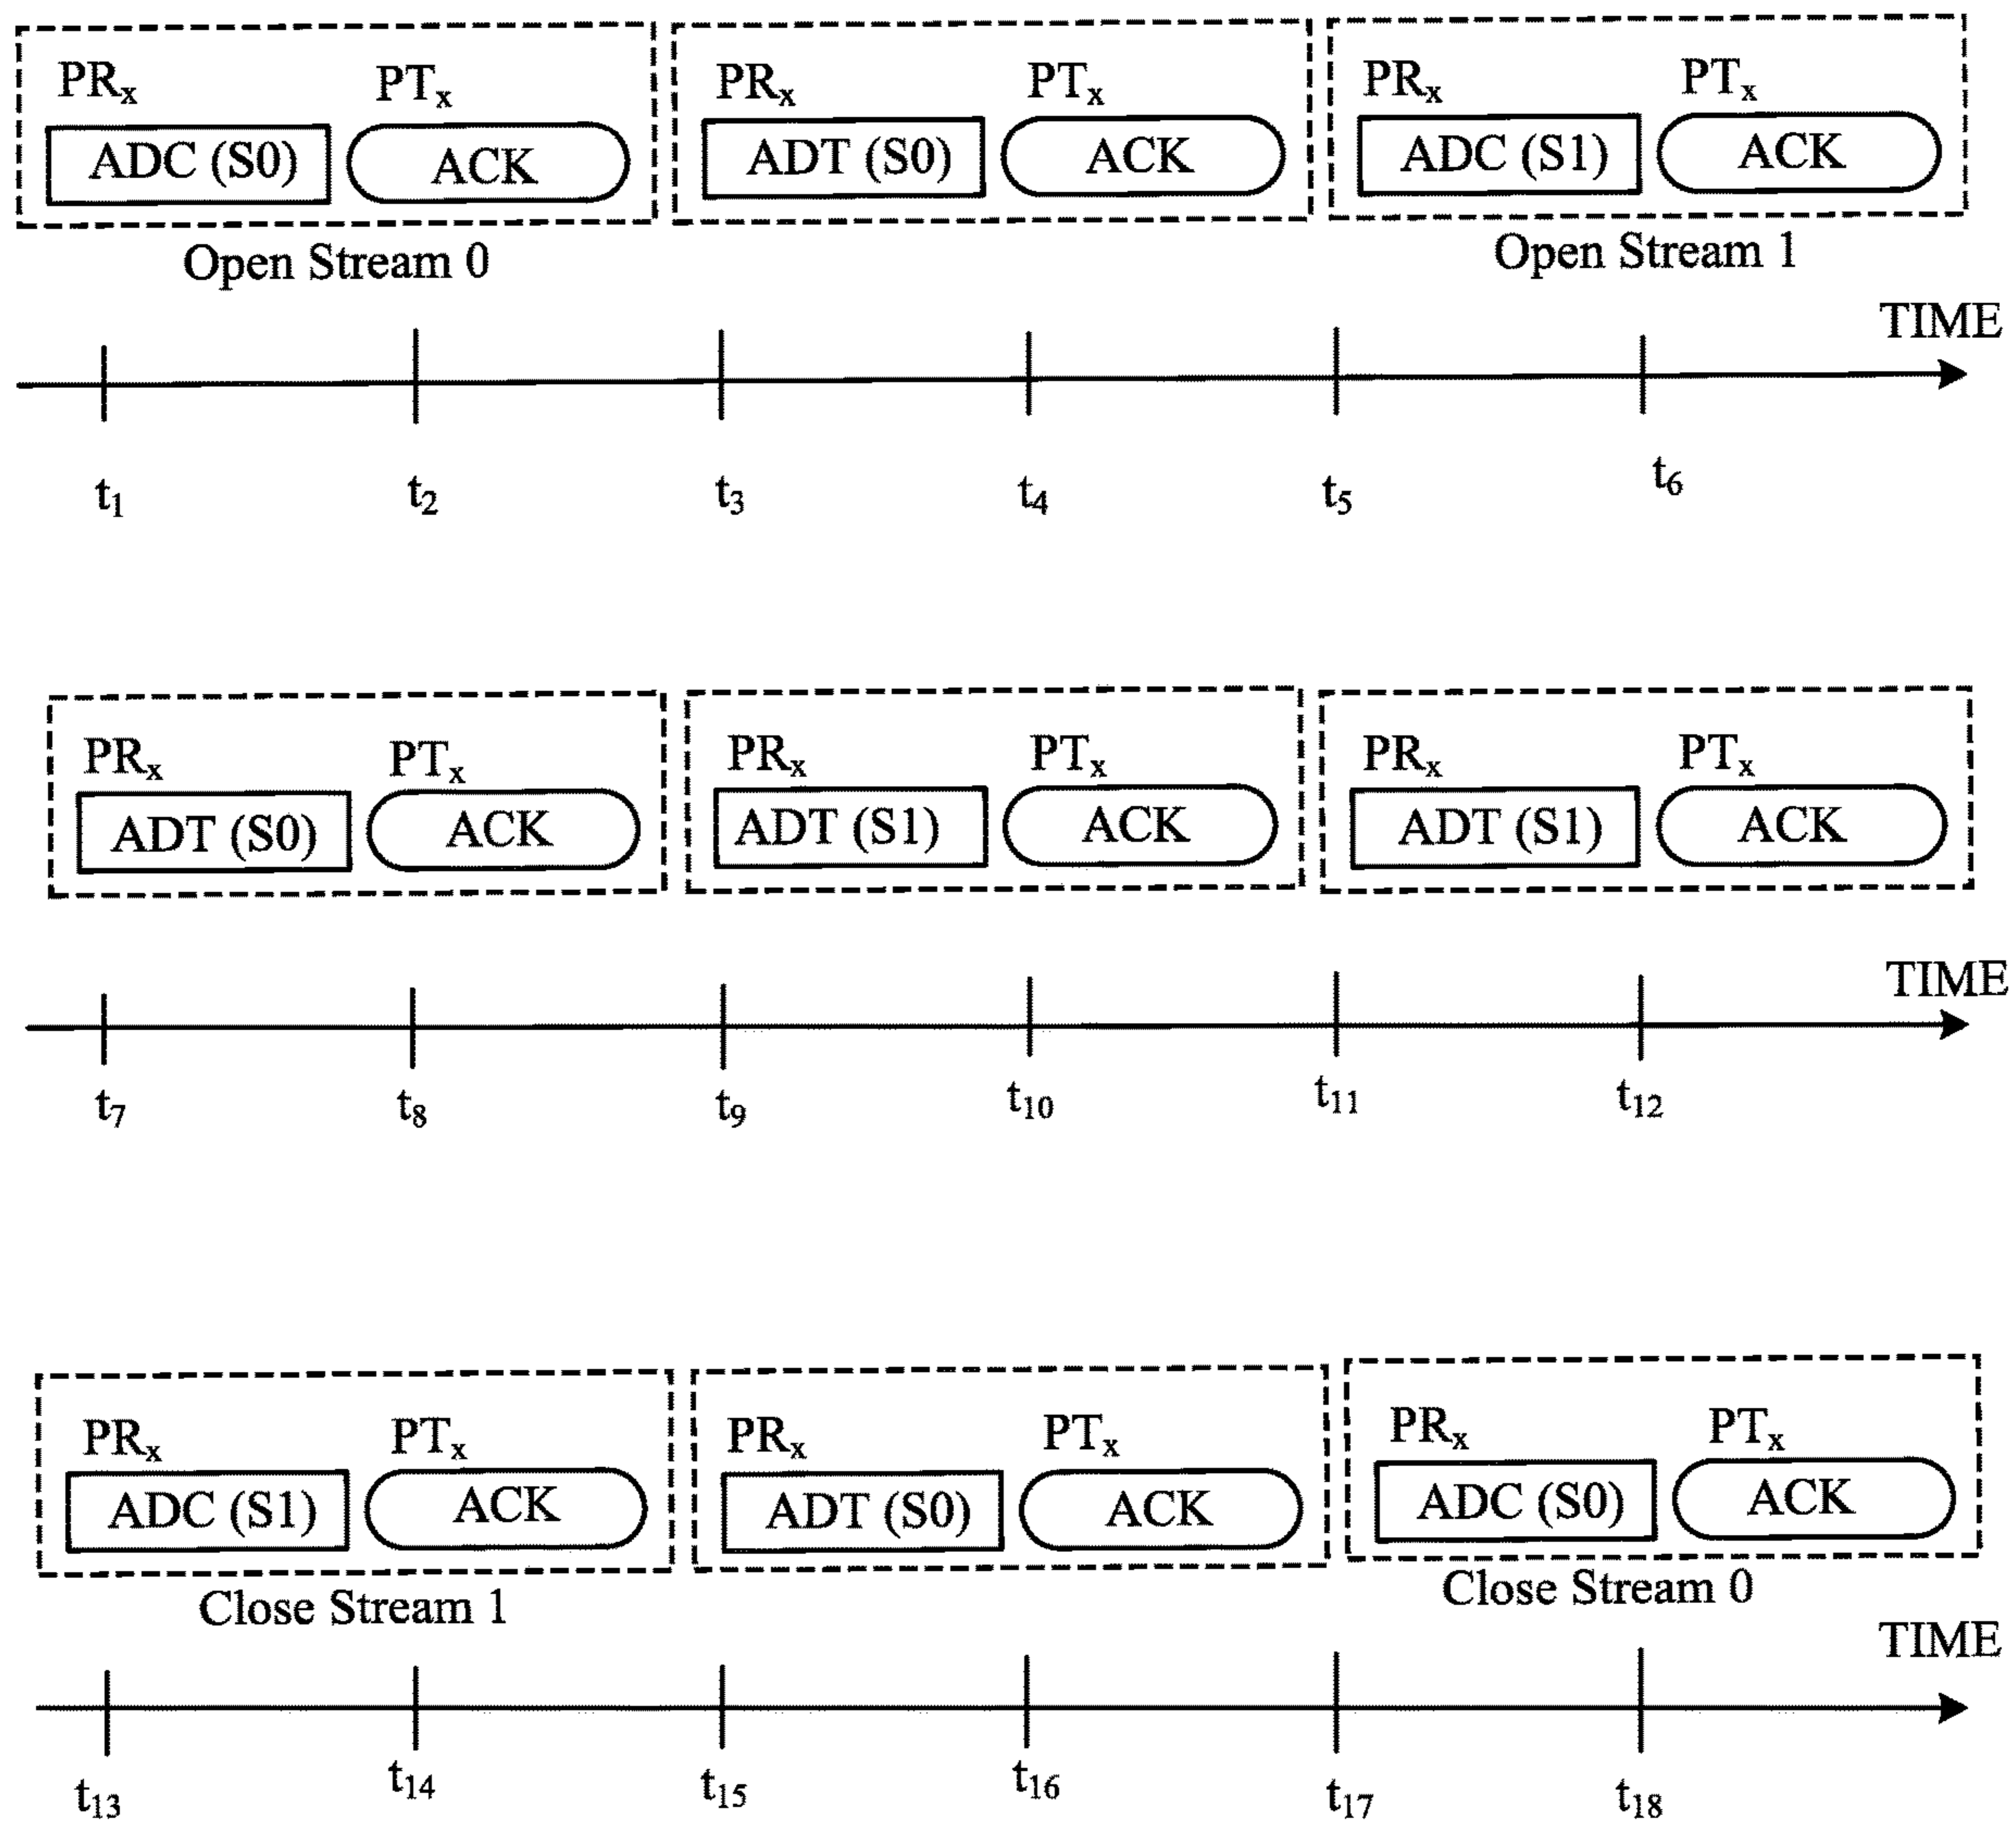 PRx PTx PRx PTx PRx PTx
ADC (S0) ACK ADT (S0) ACK ADC (S1) ACK
Open Stream 0 Open Stream 1
TIME
t1 t2 t3 t4 t5 t6
PRx PTx PRx PTx PRx PTx
ADT (S0) ACK ADT (S1) ACK ADT (S1) ACK
TIME
t7 t8 t9 t10 t11 t12
PRx PTx PRx PTx PRx PTx
ADC (S1) ACK ADT (S0) ACK ADC (S0) ACK
Close Stream 1 Close Stream 0
TIME
t13 t14 t15 t16 t17 t18